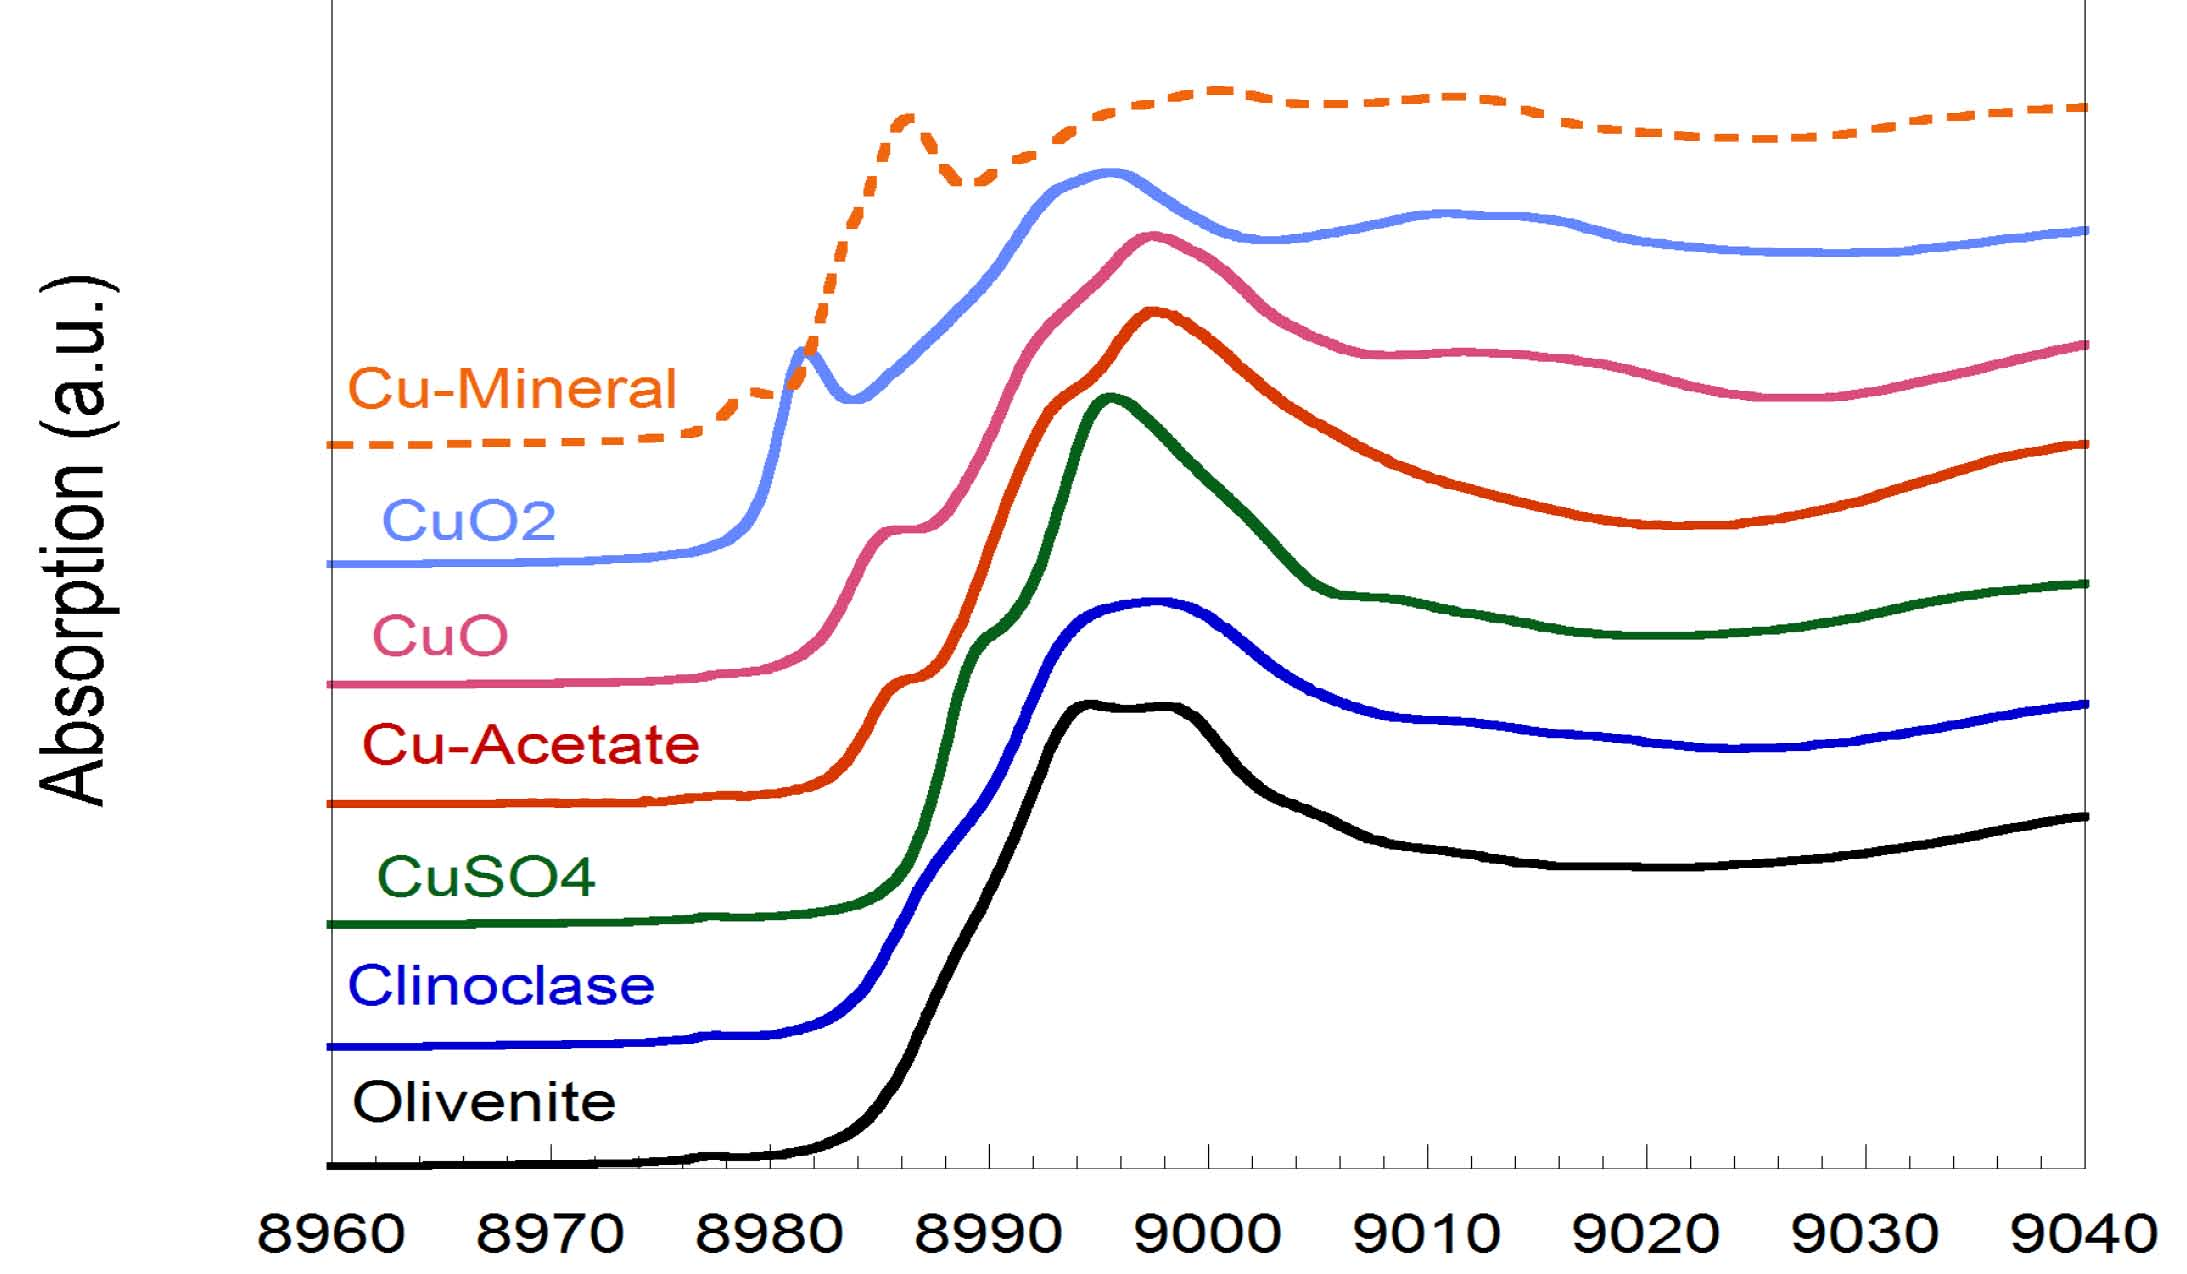 Absorption (a.u.)
Cu-Mineral
CuO2
CuO
Cu-Acetate
CuSO4
Clinoclase
Olivenite
8960 8970 8980 8990 9000 9010 9020 9030 9040